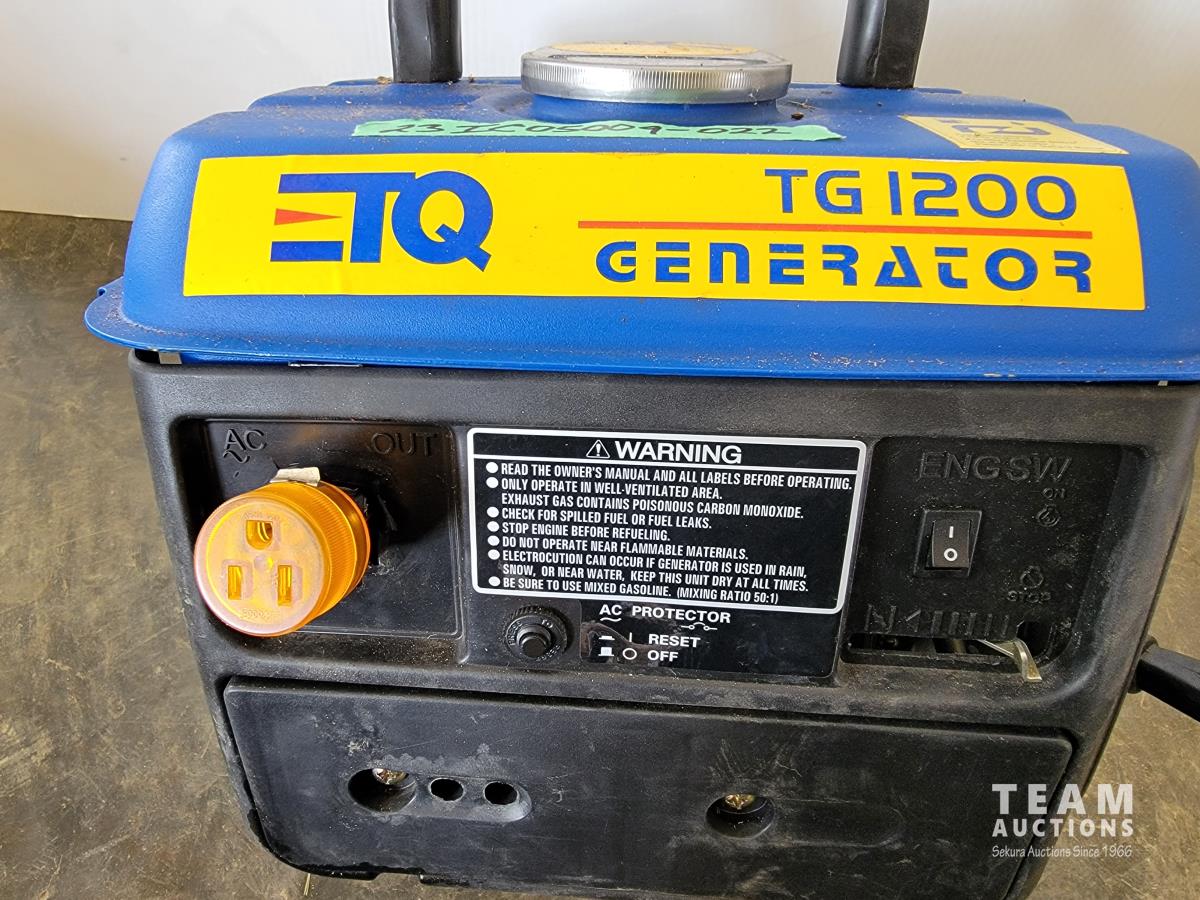 23ILC05009-022
ETQ
TG 1200
GENERATOR
AC OUT
WARNING
● READ THE OWNER'S MANUAL AND ALL LABELS BEFORE OPERATING.
● ONLY OPERATE IN WELL-VENTILATED AREA.
EXHAUST GAS CONTAINS POISONOUS CARBON MONOXIDE.
● CHECK FOR SPILLED FUEL OR FUEL LEAKS.
● STOP ENGINE BEFORE REFUELING.
● DO NOT OPERATE NEAR FLAMMABLE MATERIALS.
● ELECTROCUTION CAN OCCUR IF GENERATOR IS USED IN RAIN,
SNOW, OR NEAR WATER, KEEP THIS UNIT DRY AT ALL TIMES.
● BE SURE TO USE MIXED GASOLINE. (MIXING RATIO 50:1)
AC PROTECTOR
RESET
OFF
ENGSW
ON
STOP
TEAM
AUCTIONS
Sekura Auctions Since 1966